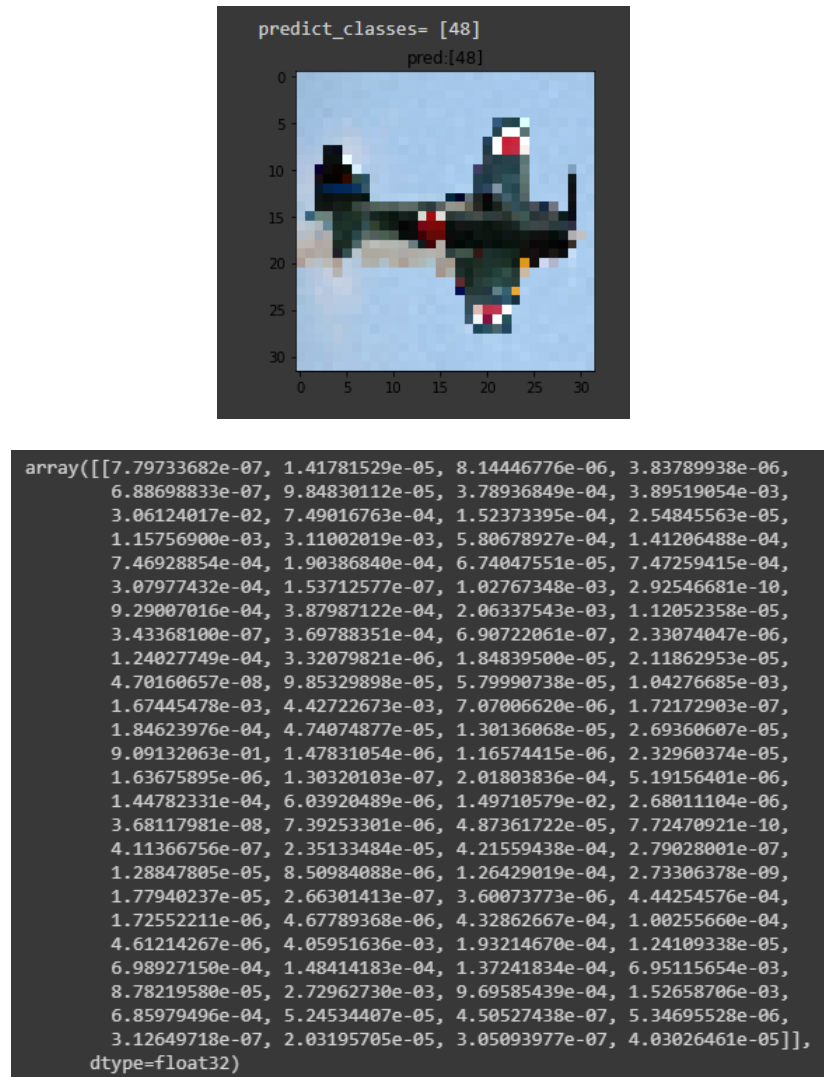 predict_classes= [48]
pred:[48]
0
5
10
15
20
25
30
0 5 10 15 20 25 30
array([[7.79733682e-07, 1.41781529e-05, 8.14446776e-06, 3.83789938e-06,
6.88698833e-07, 9.84830112e-05, 3.78936849e-04, 3.89519054e-03,
3.06124017e-02, 7.49016763e-04, 1.52373395e-04, 2.54845563e-05,
1.15756900e-03, 3.11002019e-03, 5.80678927e-04, 1.41206488e-04,
7.46928854e-04, 1.90386840e-04, 6.74047551e-05, 7.47259415e-04,
3.07977432e-04, 1.53712577e-07, 1.02767348e-03, 2.92546681e-10,
9.29007016e-04, 3.87987122e-04, 2.06337543e-03, 1.12052358e-05,
3.43368100e-07, 3.69788351e-04, 6.90722061e-07, 2.33074047e-06,
1.24027749e-04, 3.32079821e-06, 1.84839500e-05, 2.11862953e-05,
4.70160657e-08, 9.85329898e-05, 5.79990738e-05, 1.04276685e-03,
1.67445478e-03, 4.42722673e-03, 7.07006620e-06, 1.72172903e-07,
1.84623976e-04, 4.74074877e-05, 1.30136068e-05, 2.69360607e-05,
9.09132063e-01, 1.47831054e-06, 1.16574415e-06, 2.32960374e-05,
1.63675895e-06, 1.30320103e-07, 2.01803836e-04, 5.19156401e-06,
1.44782331e-04, 6.03920489e-06, 1.49710579e-02, 2.68011104e-06,
3.68117981e-08, 7.39253301e-06, 4.87361722e-05, 7.72470921e-10,
4.11366756e-07, 2.35133484e-05, 4.21559438e-04, 2.79028001e-07,
1.28847805e-05, 8.50984088e-06, 1.26429019e-04, 2.73306378e-09,
1.77940237e-05, 2.66301413e-07, 3.60073773e-06, 4.44254576e-04,
1.72552211e-06, 4.67789368e-06, 4.32862667e-04, 1.00255660e-04,
4.61214267e-06, 4.05951636e-03, 1.93214670e-04, 1.24109338e-05,
6.98927150e-04, 1.48414183e-04, 1.37241834e-04, 6.95115654e-03,
8.78219580e-05, 2.72962730e-03, 9.69585439e-04, 1.52658706e-03,
6.85979496e-04, 5.24534407e-05, 4.50527438e-07, 5.34695528e-06,
3.12649718e-07, 2.03195705e-05, 3.05093977e-07, 4.03026461e-05]],
dtype=float32)